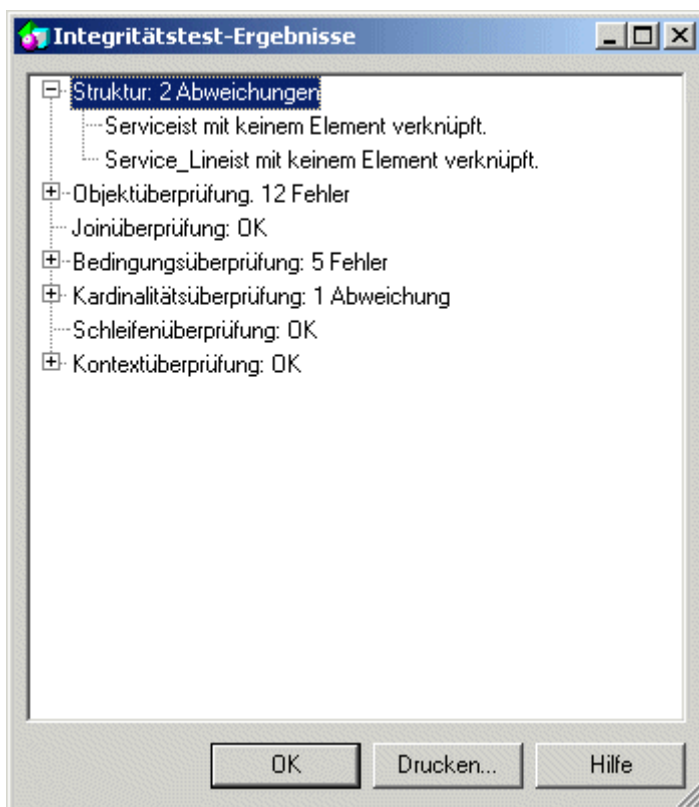 Integritätstest-Ergebnisse
Struktur: 2 Abweichungen
Serviceist mit keinem Element verknüpft.
Service_Lineist mit keinem Element verknüpft.
Objektüberprüfung. 12 Fehler
Joinüberprüfung: OK
Bedingungsüberprüfung: 5 Fehler
Kardinalitätsüberprüfung: 1 Abweichung
Schleifenüberprüfung: OK
Kontextüberprüfung: OK
OK Drucken... Hilfe